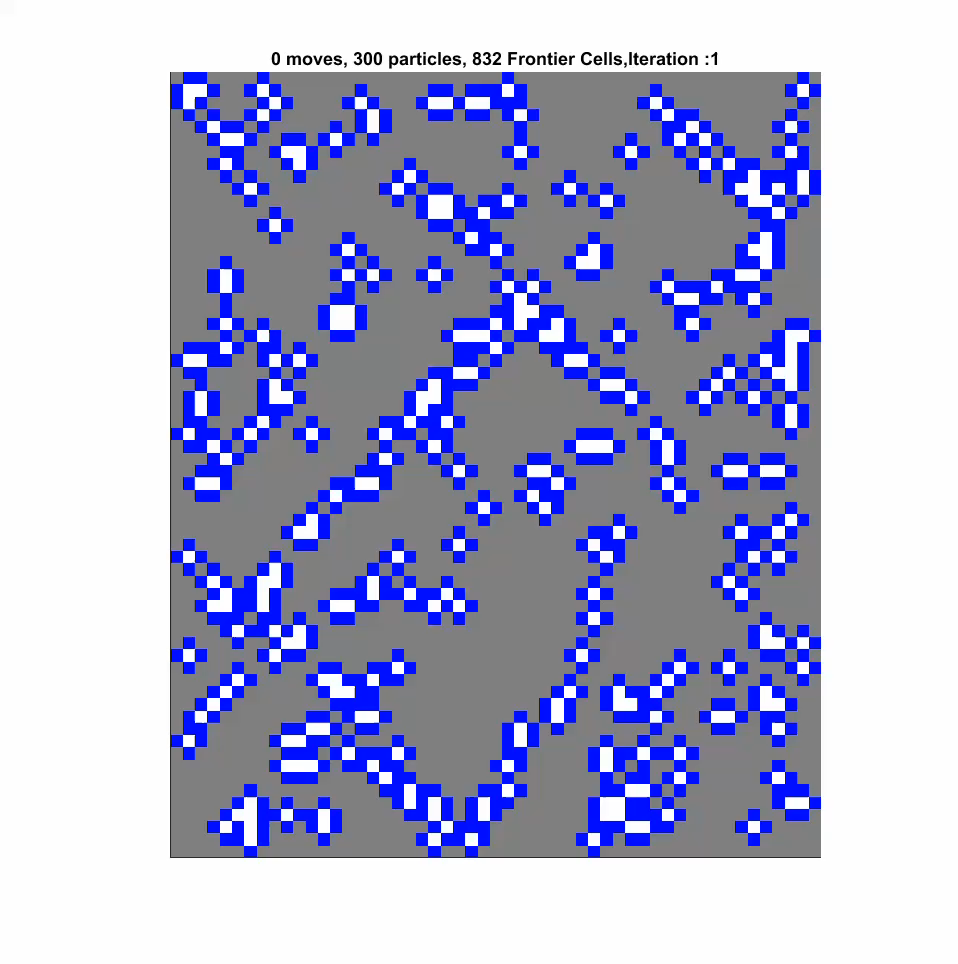 0 moves, 300 particles, 832 Frontier Cells,Iteration :1